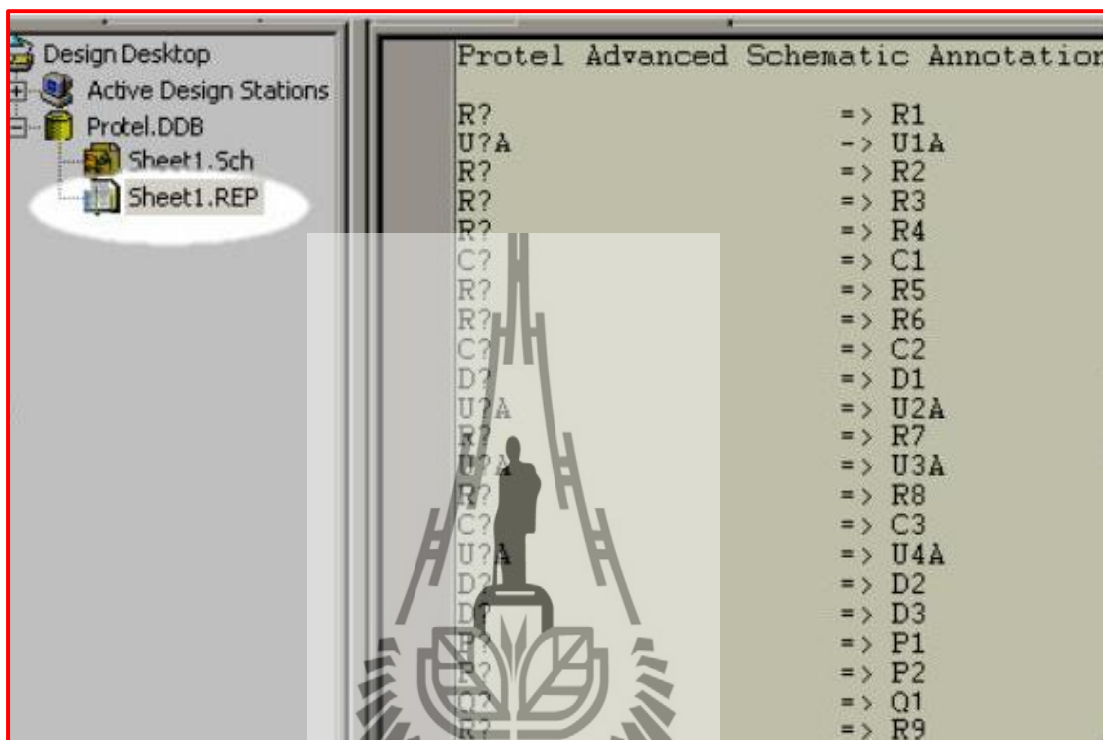 Design Desktop
Active Design Stations
Protel.DDB
Sheet1.Sch
Sheet1.REP
Protel Advanced Schematic Annotation
R? => R1
U?A -> U1A
R? => R2
R? => R3
R? => R4
C? => C1
R? => R5
R? => R6
C? => C2
D? => D1
U?A => U2A
R? => R7
U?A => U3A
R? => R8
C? => C3
U?A => U4A
D? => D2
D? => D3
P? => P1
P? => P2
Q? => Q1
R? => R9